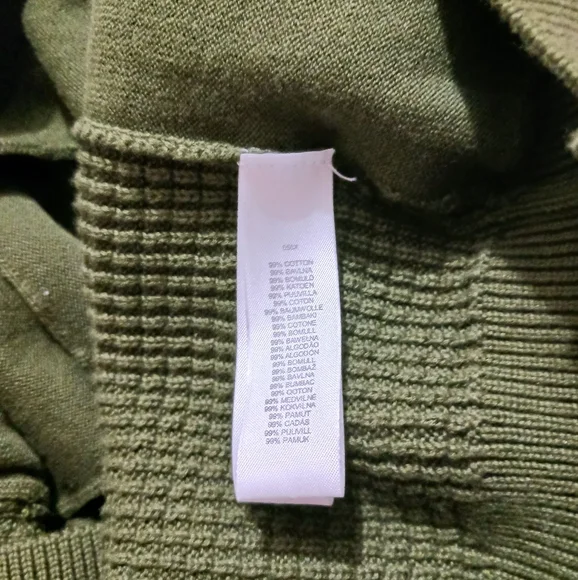 99% COTTON
99% BAVLNA
99% BOMULD
99% KATOEN
99% PUUVILLA
99% COTON
99% BAUMWOLLE
99% BAMBAKI
99% COTONE
99% BOMULL
99% BAWEŁNA
99% ALGODÃO
99% ALGODÓN
99% BOMULL
99% BOMBAŽ
99% BAVLNA
99% BUMBAC
99% COTON
99% MEDVILNĖ
99% KOKVILNA
99% PAMUT
99% CADÁS
99% PUUVILL
99% PAMUK